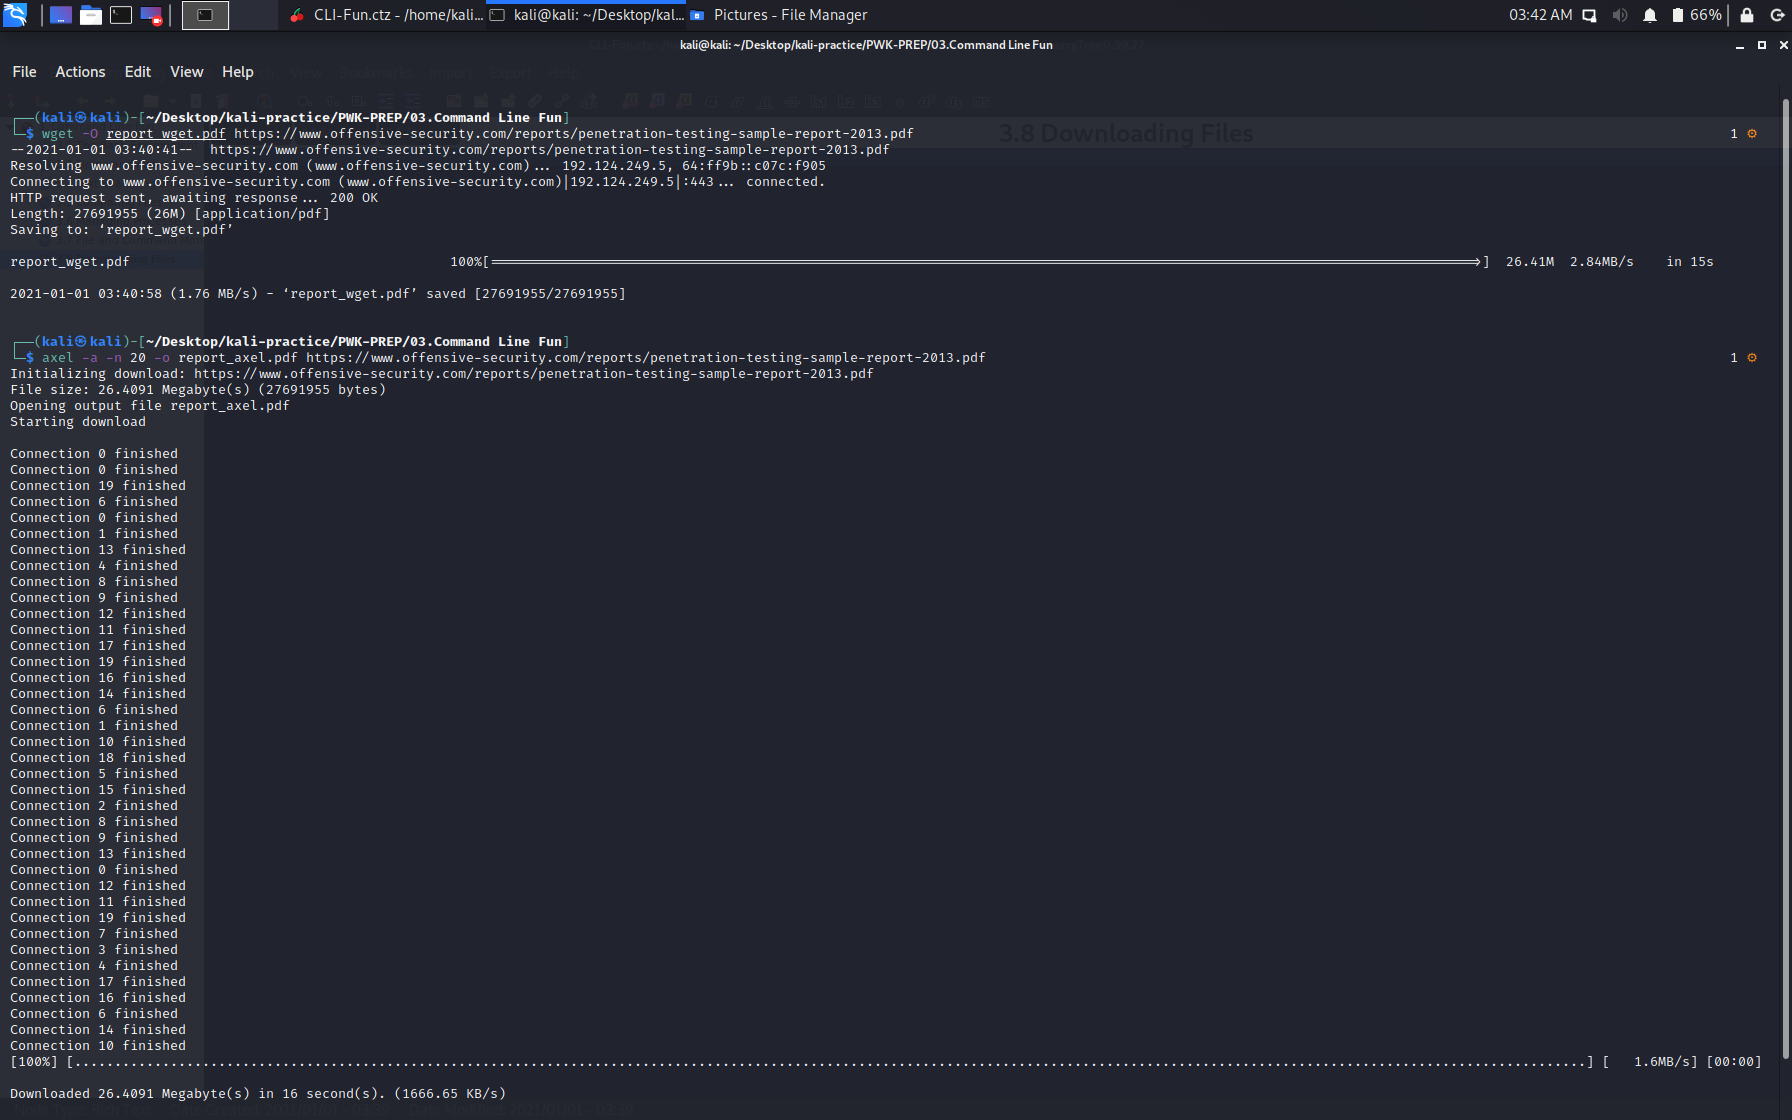 CLI-Fun.ctz - /home/kali...
kali@kali: ~/Desktop/kal...
Pictures - File Manager
03:42 AM
66%
kali@kali: ~/Desktop/kali-practice/PWK-PREP/03.Command Line Fun
File Actions Edit View Help
3.8 Downloading Files
┌──(kali㉿kali)-[~/Desktop/kali-practice/PWK-PREP/03.Command Line Fun]
└─$ wget -O report_wget.pdf https://www.offensive-security.com/reports/penetration-testing-sample-report-2013.pdf 1 ⚙
--2021-01-01 03:40:41--  https://www.offensive-security.com/reports/penetration-testing-sample-report-2013.pdf
Resolving www.offensive-security.com (www.offensive-security.com)... 192.124.249.5, 64:ff9b::c07c:f905
Connecting to www.offensive-security.com (www.offensive-security.com)|192.124.249.5|:443... connected.
HTTP request sent, awaiting response... 200 OK
Length: 27691955 (26M) [application/pdf]
Saving to: ‘report_wget.pdf’
report_wget.pdf 100%[=====================================================>] 26.41M 2.84MB/s in 15s
2021-01-01 03:40:58 (1.76 MB/s) - ‘report_wget.pdf’ saved [27691955/27691955]
┌──(kali㉿kali)-[~/Desktop/kali-practice/PWK-PREP/03.Command Line Fun]
└─$ axel -a -n 20 -o report_axel.pdf https://www.offensive-security.com/reports/penetration-testing-sample-report-2013.pdf 1 ⚙
Initializing download: https://www.offensive-security.com/reports/penetration-testing-sample-report-2013.pdf
File size: 26.4091 Megabyte(s) (27691955 bytes)
Opening output file report_axel.pdf
Starting download
Connection 0 finished
Connection 0 finished
Connection 19 finished
Connection 6 finished
Connection 0 finished
Connection 1 finished
Connection 13 finished
Connection 4 finished
Connection 8 finished
Connection 9 finished
Connection 12 finished
Connection 11 finished
Connection 17 finished
Connection 19 finished
Connection 16 finished
Connection 14 finished
Connection 6 finished
Connection 1 finished
Connection 10 finished
Connection 18 finished
Connection 5 finished
Connection 15 finished
Connection 2 finished
Connection 8 finished
Connection 9 finished
Connection 13 finished
Connection 0 finished
Connection 12 finished
Connection 11 finished
Connection 19 finished
Connection 7 finished
Connection 3 finished
Connection 4 finished
Connection 17 finished
Connection 16 finished
Connection 6 finished
Connection 14 finished
Connection 10 finished
[100%] [.....................................................] [ 1.6MB/s] [00:00]
Downloaded 26.4091 Megabyte(s) in 16 second(s). (1666.65 KB/s)